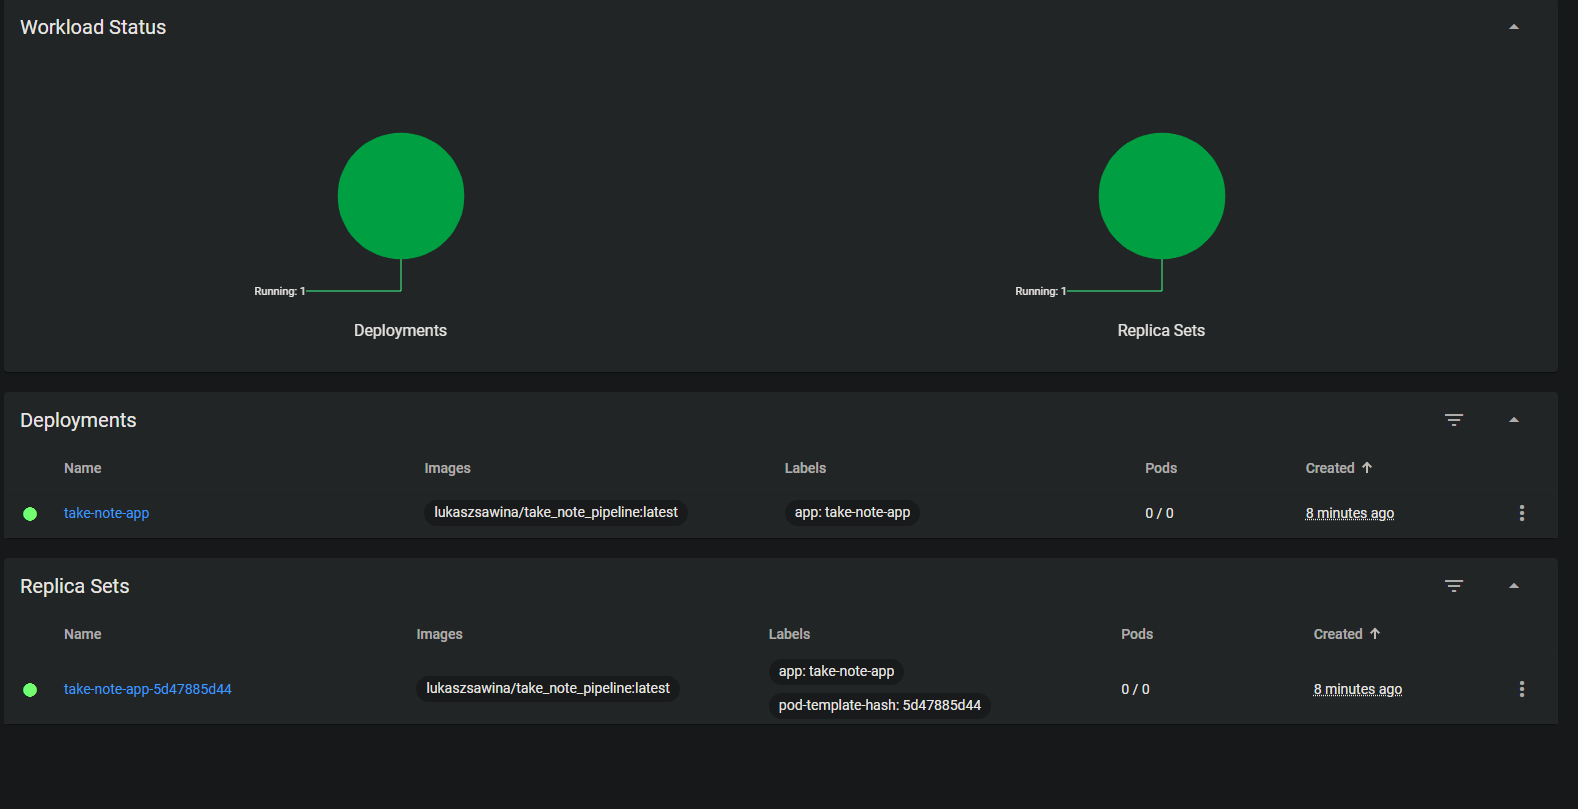 Workload Status
Running: 1
Deployments
Running: 1
Replica Sets
Deployments
Name Images Labels Pods Created
take-note-app lukaszsawina/take_note_pipeline:latest app: take-note-app 0 / 0 8 minutes ago
Replica Sets
Name Images Labels Pods Created
take-note-app-5d47885d44 lukaszsawina/take_note_pipeline:latest app: take-note-app 0 / 0 8 minutes ago
pod-template-hash: 5d47885d44